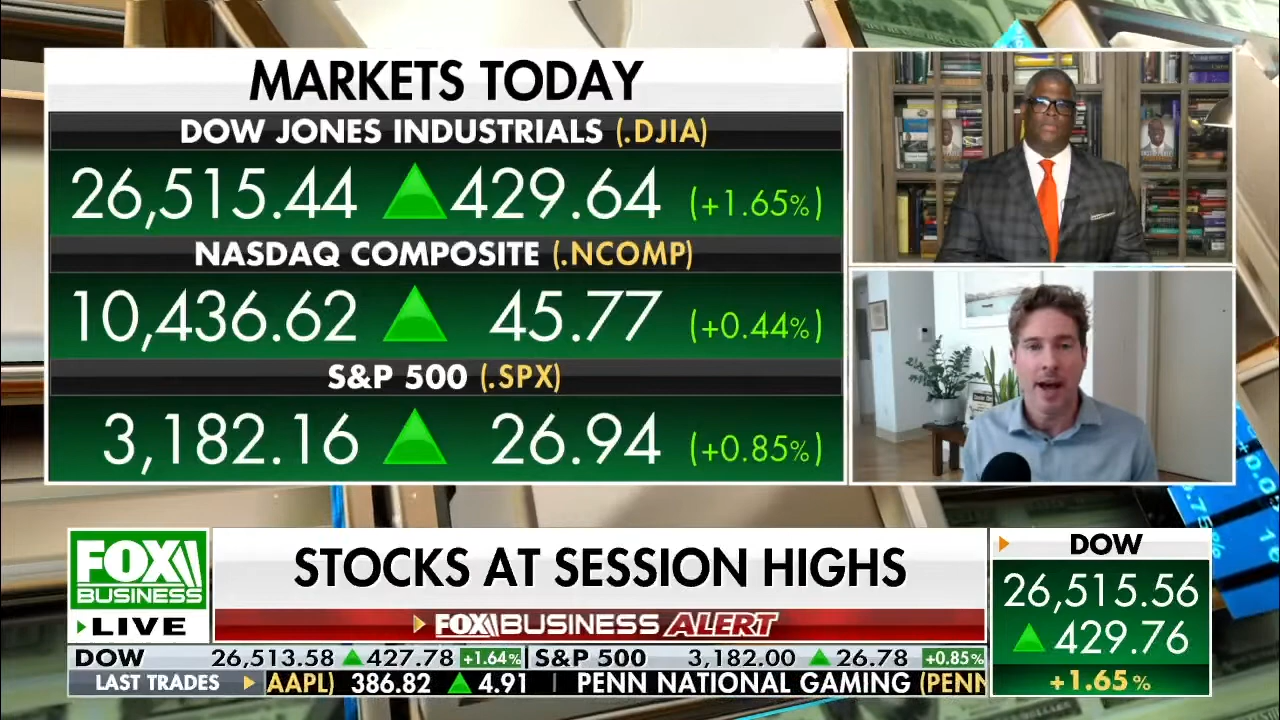 MARKETS TODAY
DOW JONES INDUSTRIALS (.DJIA)
26,515.44 ▲ 429.64 (+1.65%)
NASDAQ COMPOSITE (.NCOMP)
10,436.62 ▲ 45.77 (+0.44%)
S&P 500 (.SPX)
3,182.16 ▲ 26.94 (+0.85%)
FOX
BUSINESS
LIVE
STOCKS AT SESSION HIGHS
FOX BUSINESS ALERT
DOW
26,515.56
▲ 429.76
+1.65%
DOW 26,513.58 ▲ 427.78 +1.64% S&P 500 3,182.00 ▲ 26.78 +0.85%
LAST TRADES AAPL) 386.82 ▲ 4.91 | PENN NATIONAL GAMING (PENN